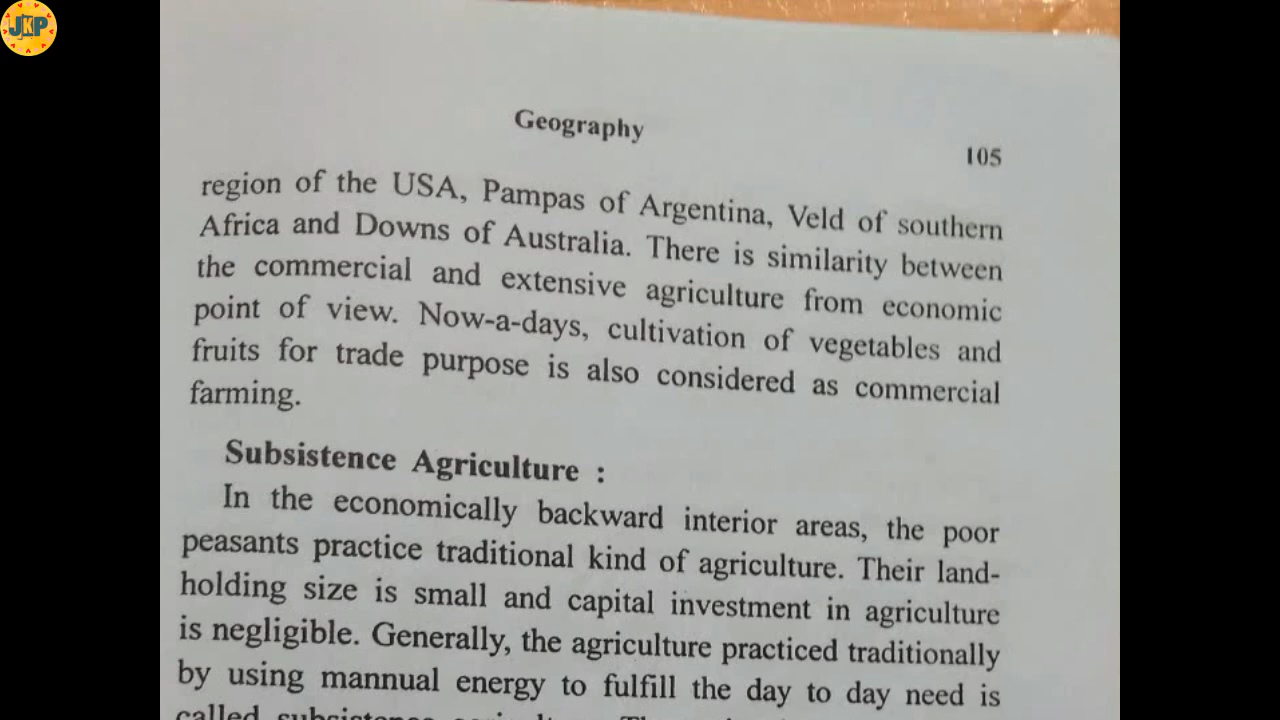 JKP
Geography
105
region of the USA, Pampas of Argentina, Veld of southern
Africa and Downs of Australia. There is similarity between
the commercial and extensive agriculture from economic
point of view. Now-a-days, cultivation of vegetables and
fruits for trade purpose is also considered as commercial
farming.
Subsistence Agriculture :
In the economically backward interior areas, the poor
peasants practice traditional kind of agriculture. Their land-
holding size is small and capital investment in agriculture
is negligible. Generally, the agriculture practiced traditionally
by using mannual energy to fulfill the day to day need is
called subsistence